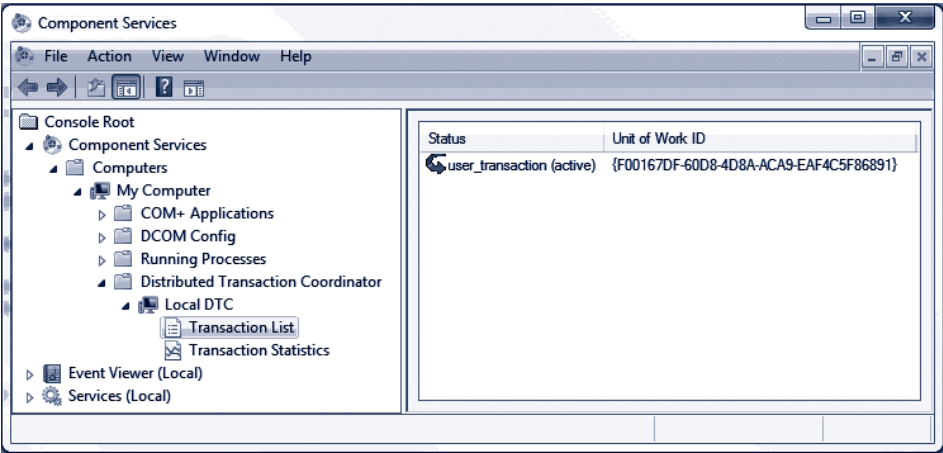 Component Services
File Action View Window Help
Console Root
Component Services
Computers
My Computer
COM+ Applications
DCOM Config
Running Processes
Distributed Transaction Coordinator
Local DTC
Transaction List
Transaction Statistics
Event Viewer (Local)
Services (Local)
Status Unit of Work ID
user_transaction (active) {F00167DF-60D8-4D8A-ACA9-EAF4C5F86891}